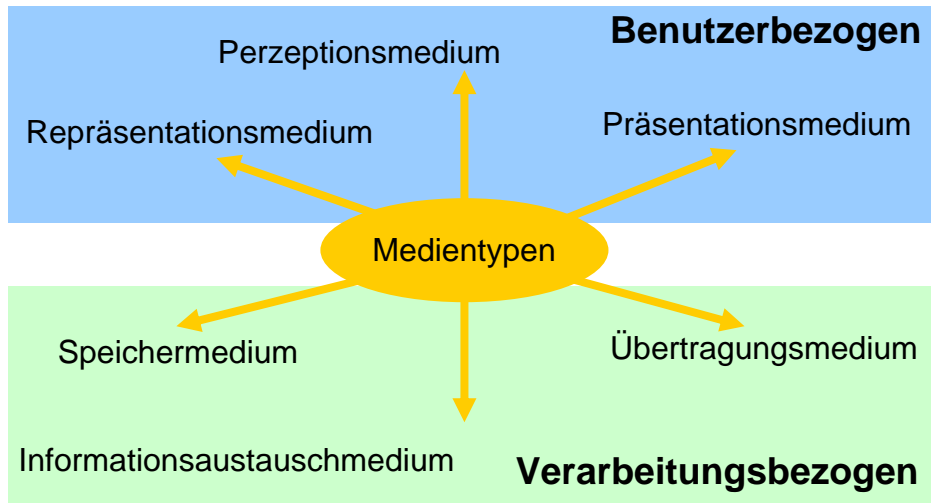 Benutzerbezogen
Perzeptionsmedium
Repräsentationsmedium
Präsentationsmedium
Medientypen
Speichermedium
Übertragungsmedium
Informationsaustauschmedium
Verarbeitungsbezogen